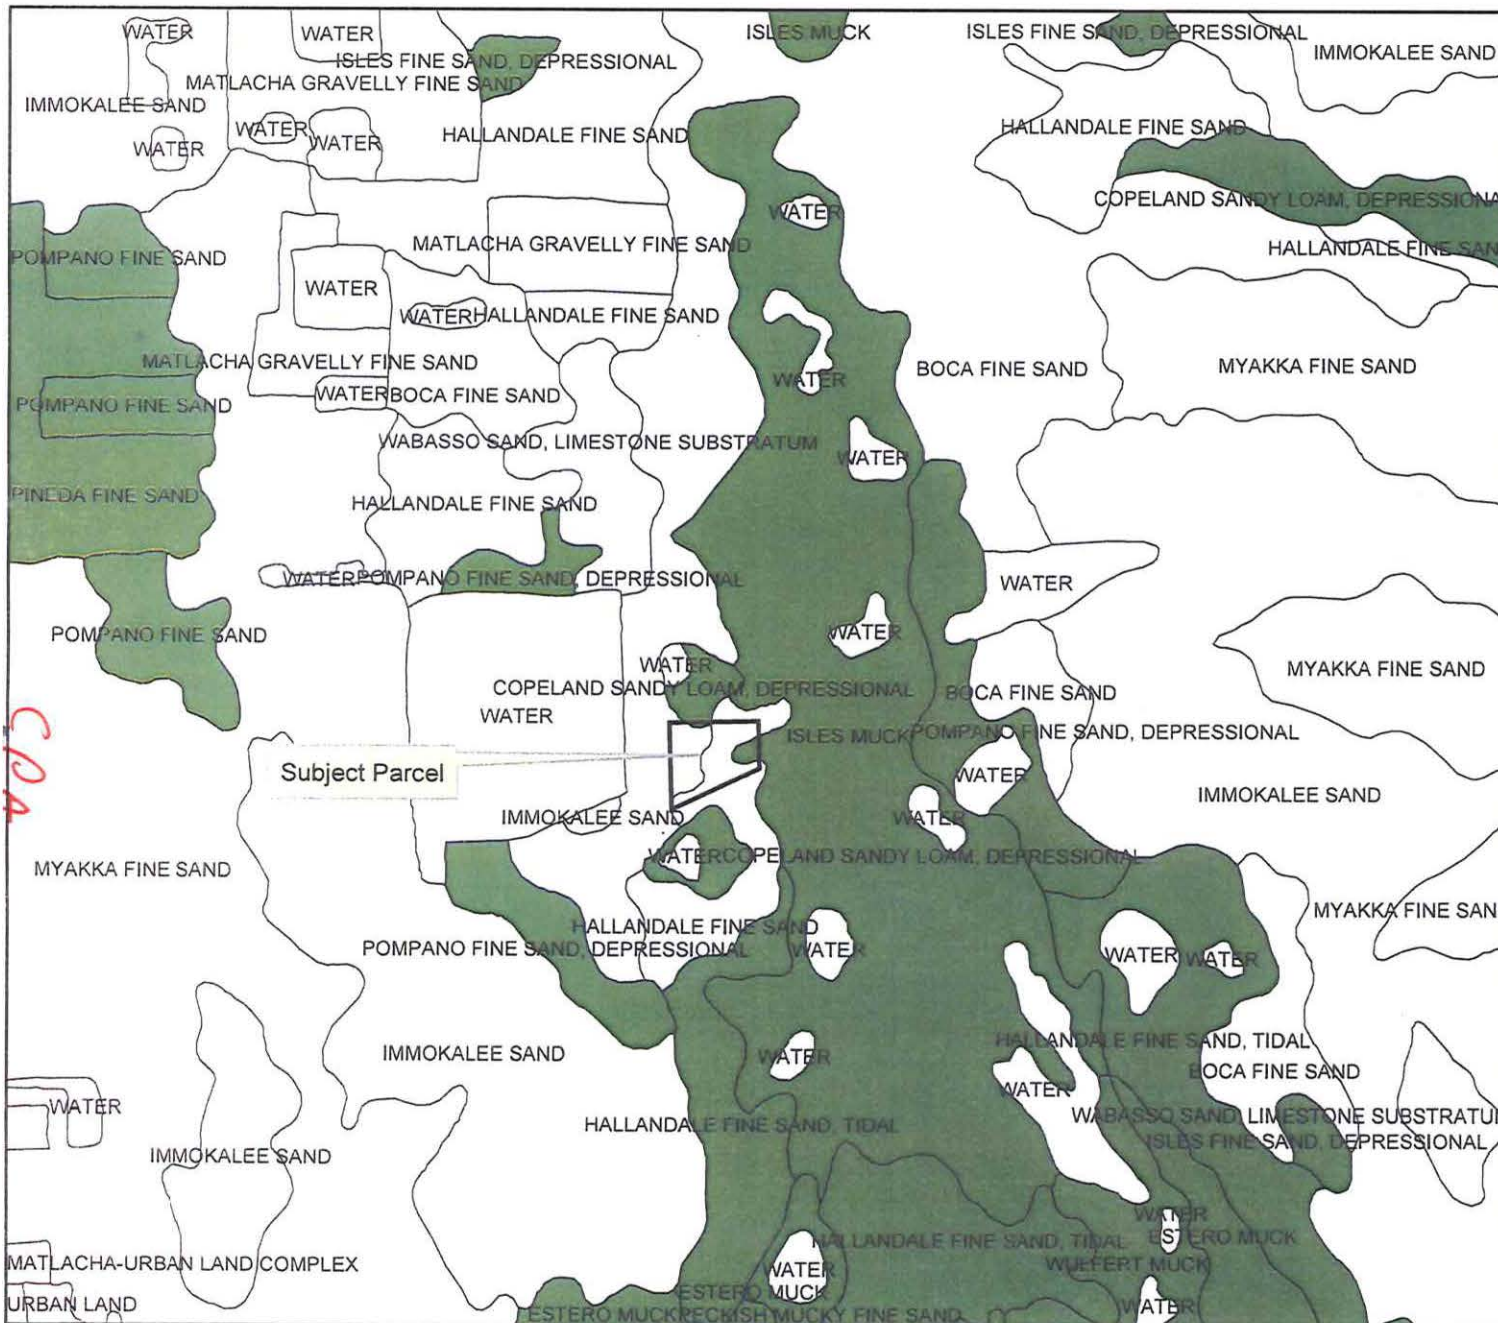 WATER
WATER
ISLES MUCK
ISLES FINE SAND, DEPRESSIONAL
IMMOKALEE SAND
ISLES FINE SAND, DEPRESSIONAL
MATLACHA GRAVELLY FINE SAND
IMMOKALEE SAND
WATER
WATER
WATER
HALLANDALE FINE SAND
HALLANDALE FINE SAND
COPELAND SANDY LOAM, DEPRESSIONA
WATER
MATLACHA GRAVELLY FINE SAND
HALLANDALE FINE SAN
POMPANO FINE SAND
WATER
WATER
HALLANDALE FINE SAND
MATLACHA GRAVELLY FINE SAND
BOCA FINE SAND
MYAKKA FINE SAND
WATER
WATER
BOCA FINE SAND
POMPANO FINE SAND
WABASSO SAND, LIMESTONE SUBSTRATUM
WATER
PINEDA FINE SAND
HALLANDALE FINE SAND
WATER
POMPANO FINE SAND, DEPRESSIONAL
WATER
POMPANO FINE SAND
WATER
WATER
MYAKKA FINE SAND
COPELAND SANDY LOAM, DEPRESSIONAL
BOCA FINE SAND
WATER
ISLES MUCK
POMPANO FINE SAND, DEPRESSIONAL
Subject Parcel
WATER
IMMOKALEE SAND
IMMOKALEE SAND
WATER
WATER
COPELAND SANDY LOAM, DEPRESSIONAL
MYAKKA FINE SAND
MYAKKA FINE SAN
HALLANDALE FINE SAND
POMPANO FINE SAND, DEPRESSIONAL
WATER
WATER
WATER
HALLANDALE FINE SAND, TIDAL
IMMOKALEE SAND
WATER
BOCA FINE SAND
WATER
WATER
WABASSO SAND, LIMESTONE SUBSTRATU
HALLANDALE FINE SAND, TIDAL
ISLES FINE SAND, DEPRESSIONAL
IMMOKALEE SAND
WATER
HALLANDALE FINE SAND, TIDAL
ESTERO MUCK
MATLACHA-URBAN LAND COMPLEX
WULFERT MUCK
WATER
ESTERO MUCK
URBAN LAND
WATER
ESTERO MUCK
PECKISH MUCKY FINE SAND